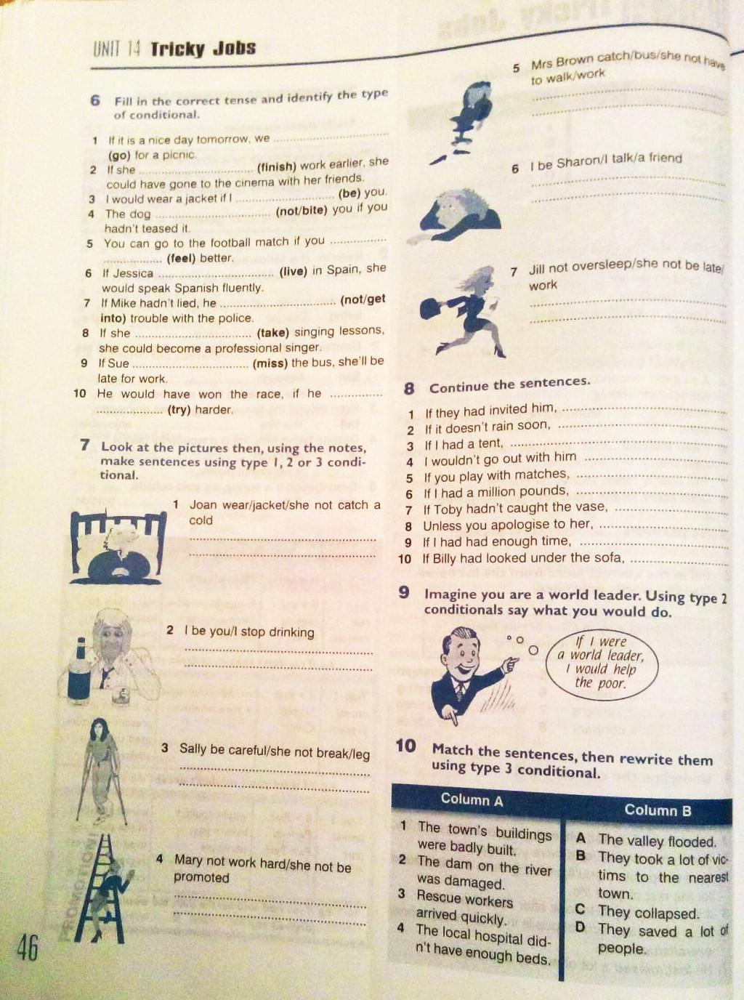 UNIT 14 Tricky Jobs
6 Fill in the correct tense and identify the type
of conditional.
1 If it is a nice day tomorrow, we ..............................
(go) for a picnic.
2 If she .............................. (finish) work earlier, she
could have gone to the cinema with her friends.
3 I would wear a jacket if I .............................. (be) you.
4 The dog .............................. (not/bite) you if you
hadn't teased it.
5 You can go to the football match if you ...............
............... (feel) better.
6 If Jessica .............................. (live) in Spain, she
would speak Spanish fluently.
7 If Mike hadn't lied, he .............................. (not/get
into) trouble with the police.
8 If she .............................. (take) singing lessons,
she could become a professional singer.
9 If Sue .............................. (miss) the bus, she'll be
late for work.
10 He would have won the race, if he ..............
.................. (try) harder.
7 Look at the pictures then, using the notes,
make sentences using type 1, 2 or 3 condi-
tional.
1 Joan wear/jacket/she not catch a
cold
2 I be you/I stop drinking
3 Sally be careful/she not break/leg
4 Mary not work hard/she not be
promoted
PROMOTION
46
5 Mrs Brown catch/bus/she not have
to walk/work
6 I be Sharon/I talk/a friend
7 Jill not oversleep/she not be late/
work
8 Continue the sentences.
1 If they had invited him, ..............................
2 If it doesn't rain soon, ..............................
3 If I had a tent, ..............................
4 I wouldn't go out with him ..............................
5 If you play with matches, ..............................
6 If I had a million pounds, ..............................
7 If Toby hadn't caught the vase, ..............................
8 Unless you apologise to her, ..............................
9 If I had had enough time, ..............................
10 If Billy had looked under the sofa, ..............................
9 Imagine you are a world leader. Using type 2
conditionals say what you would do.
If I were
a world leader,
I would help
the poor.
10 Match the sentences, then rewrite them
using type 3 conditional.
Column A
1 The town's buildings
were badly built.
2 The dam on the river
was damaged.
3 Rescue workers
arrived quickly.
4 The local hospital did-
n't have enough beds.
Column B
A The valley flooded.
B They took a lot of vic-
tims to the nearest
town.
C They collapsed.
D They saved a lot of
people.